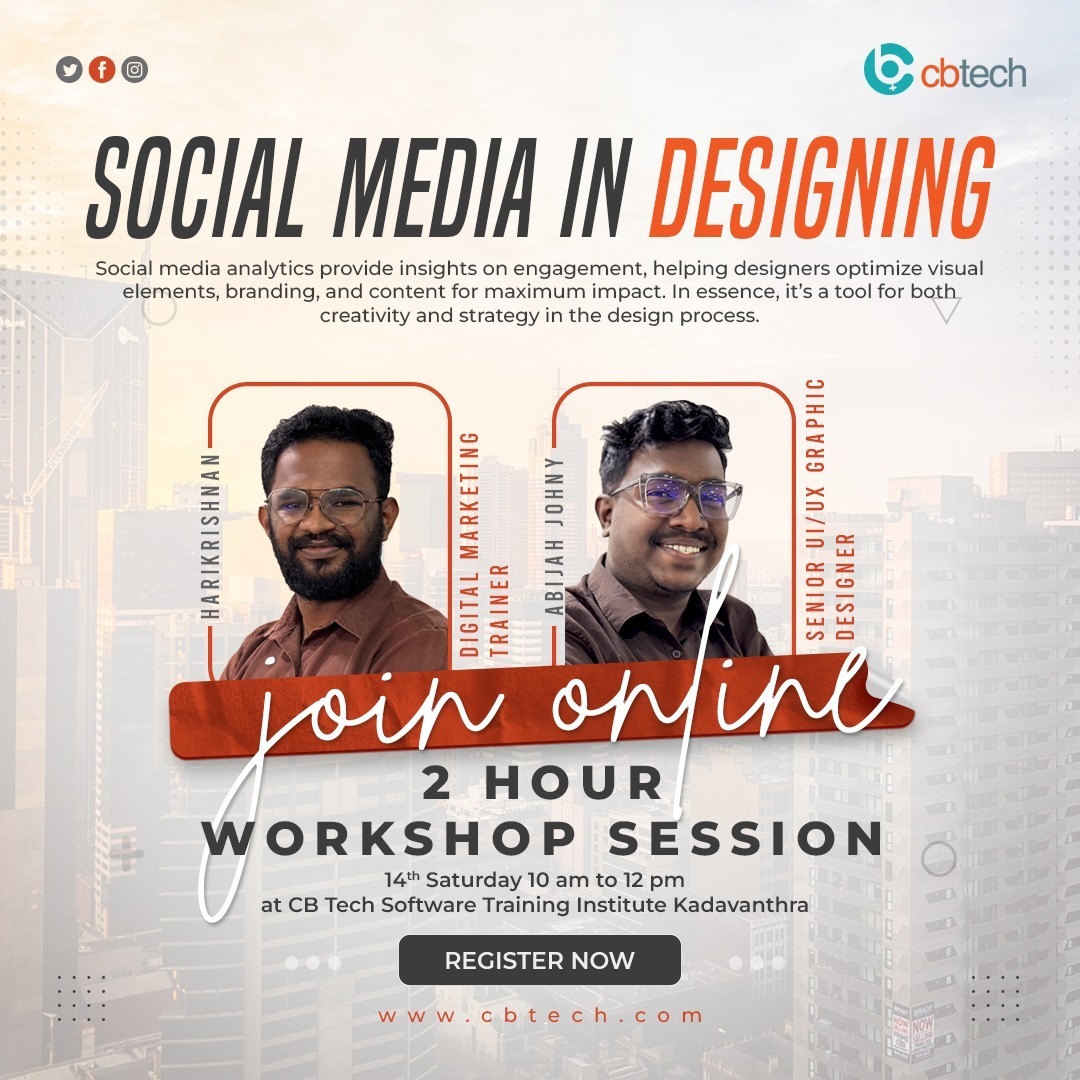 cbtech
SOCIAL MEDIA IN DESIGNING
Social media analytics provide insights on engagement, helping designers optimize visual
elements, branding, and content for maximum impact. In essence, it’s a tool for both
creativity and strategy in the design process.
HARIKRISHNAN
DIGITAL MARKETING
TRAINER
ABIJAH JOHNY
SENIOR UI/UX GRAPHIC
DESIGNER
join online
2 HOUR
WORKSHOP SESSION
14th Saturday 10 am to 12 pm
at CB Tech Software Training Institute Kadavanthra
REGISTER NOW
www.cbtech.com